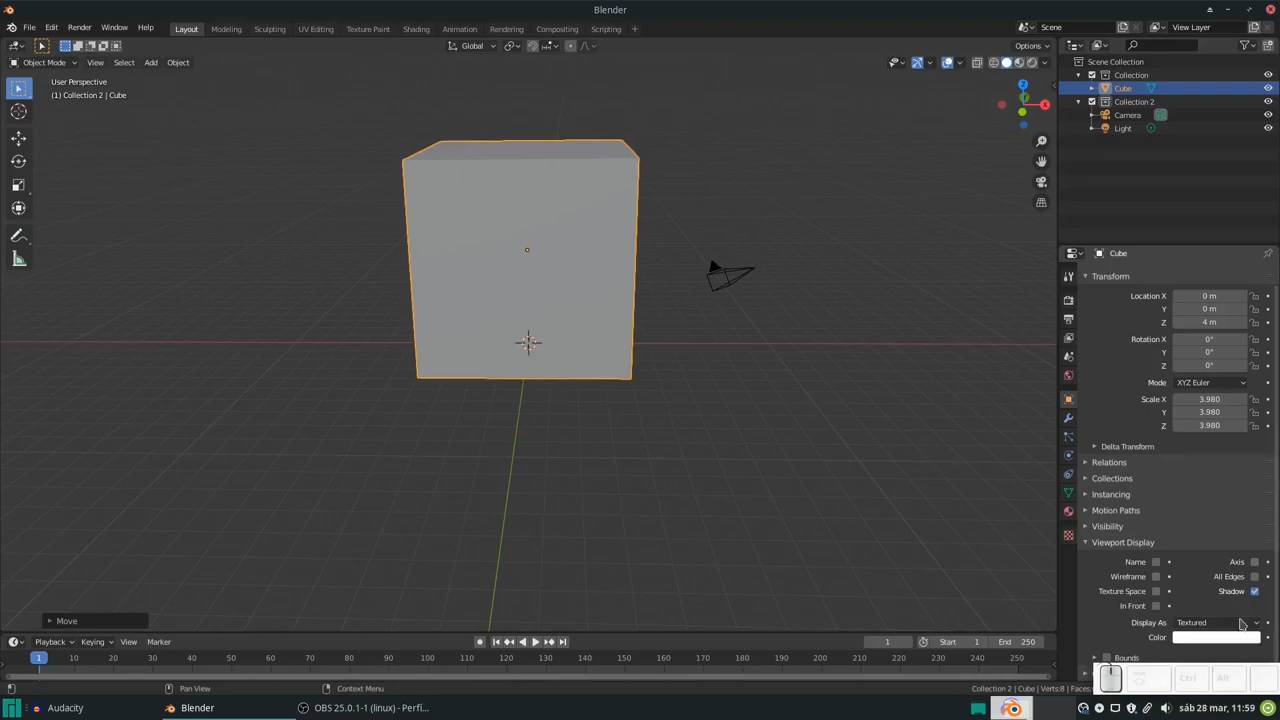 Blender
File Edit Render Window Help
Layout Modeling Sculpting UV Editing Texture Paint Shading Animation Rendering Compositing Scripting
Scene
View Layer
Global
Options
Object Mode View Select Add Object
User Perspective
(1) Collection 2 | Cube
X
Z
Move
Scene Collection
Collection
Cube
Collection 2
Camera
Light
Cube
Transform
Location X 0 m
Y 0 m
Z 4 m
Rotation X 0°
Y 0°
Z 0°
Mode XYZ Euler
Scale X 3.980
Y 3.980
Z 3.980
Delta Transform
Relations
Collections
Instancing
Motion Paths
Visibility
Viewport Display
Name Axis
Wireframe All Edges
Texture Space Shadow
In Front
Display As Textured
Color
Bounds
Ctrl Alt
Playback Keying View Marker
1 Start 1 End 250
1 10 20 30 40 50 60 70 80 90 100 110 120 130 140 150 160 170 180 190 200 210 220 230 240 250
Pan View
Context Menu
Collection 2 | Cube | Verts:8 | Faces:
Audacity
Blender
OBS 25.0.1-1 (linux) - Perfi...
sáb 28 mar, 11:59